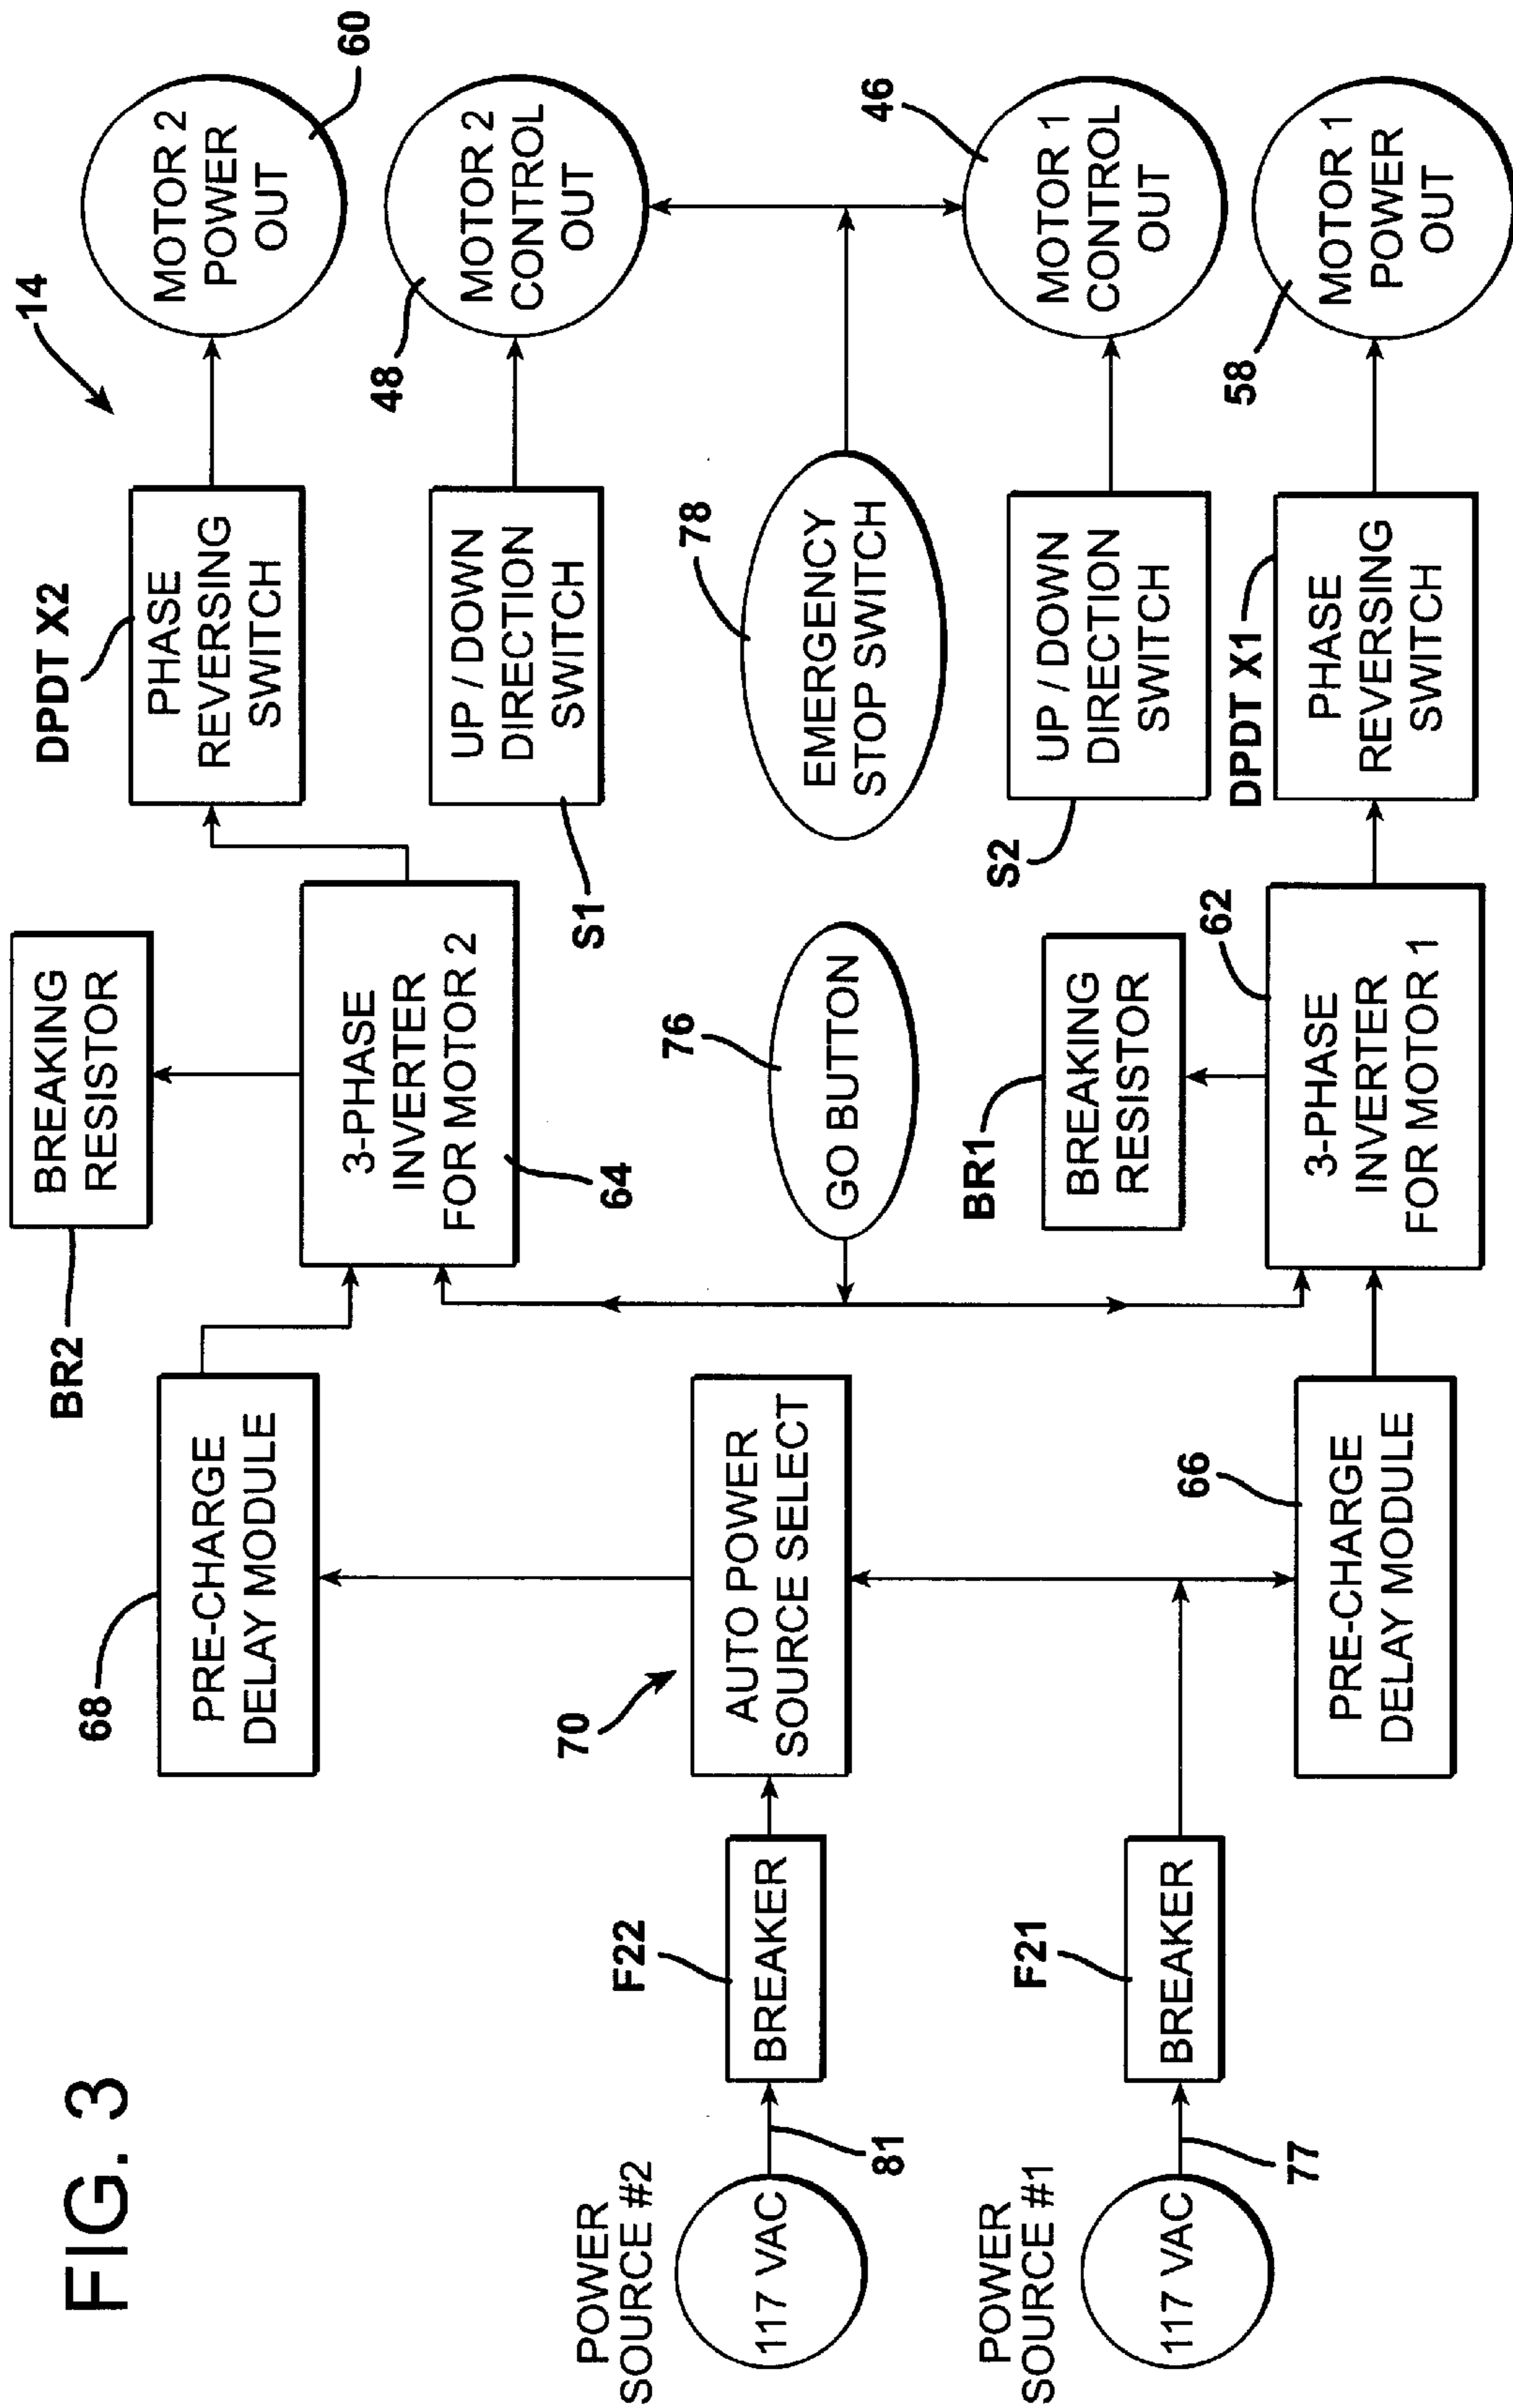 FIG. 3
14
BR2
BREAKING
RESISTOR
DPDT X2
PHASE
REVERSING
SWITCH
MOTOR 2
POWER
OUT
60
68
PRE-CHARGE
DELAY MODULE
3-PHASE
INVERTER
FOR MOTOR 2
64
UP / DOWN
DIRECTION
SWITCH
S1
48
MOTOR 2
CONTROL
OUT
POWER
SOURCE #2
117 VAC
81
F22
BREAKER
70
AUTO POWER
SOURCE SELECT
76
GO BUTTON
78
EMERGENCY
STOP SWITCH
46
MOTOR 1
CONTROL
OUT
UP / DOWN
DIRECTION
SWITCH
S2
BR1
BREAKING
RESISTOR
POWER
SOURCE #1
117 VAC
77
F21
BREAKER
66
PRE-CHARGE
DELAY MODULE
62
3-PHASE
INVERTER
FOR MOTOR 1
DPDT X1
PHASE
REVERSING
SWITCH
58
MOTOR 1
POWER
OUT